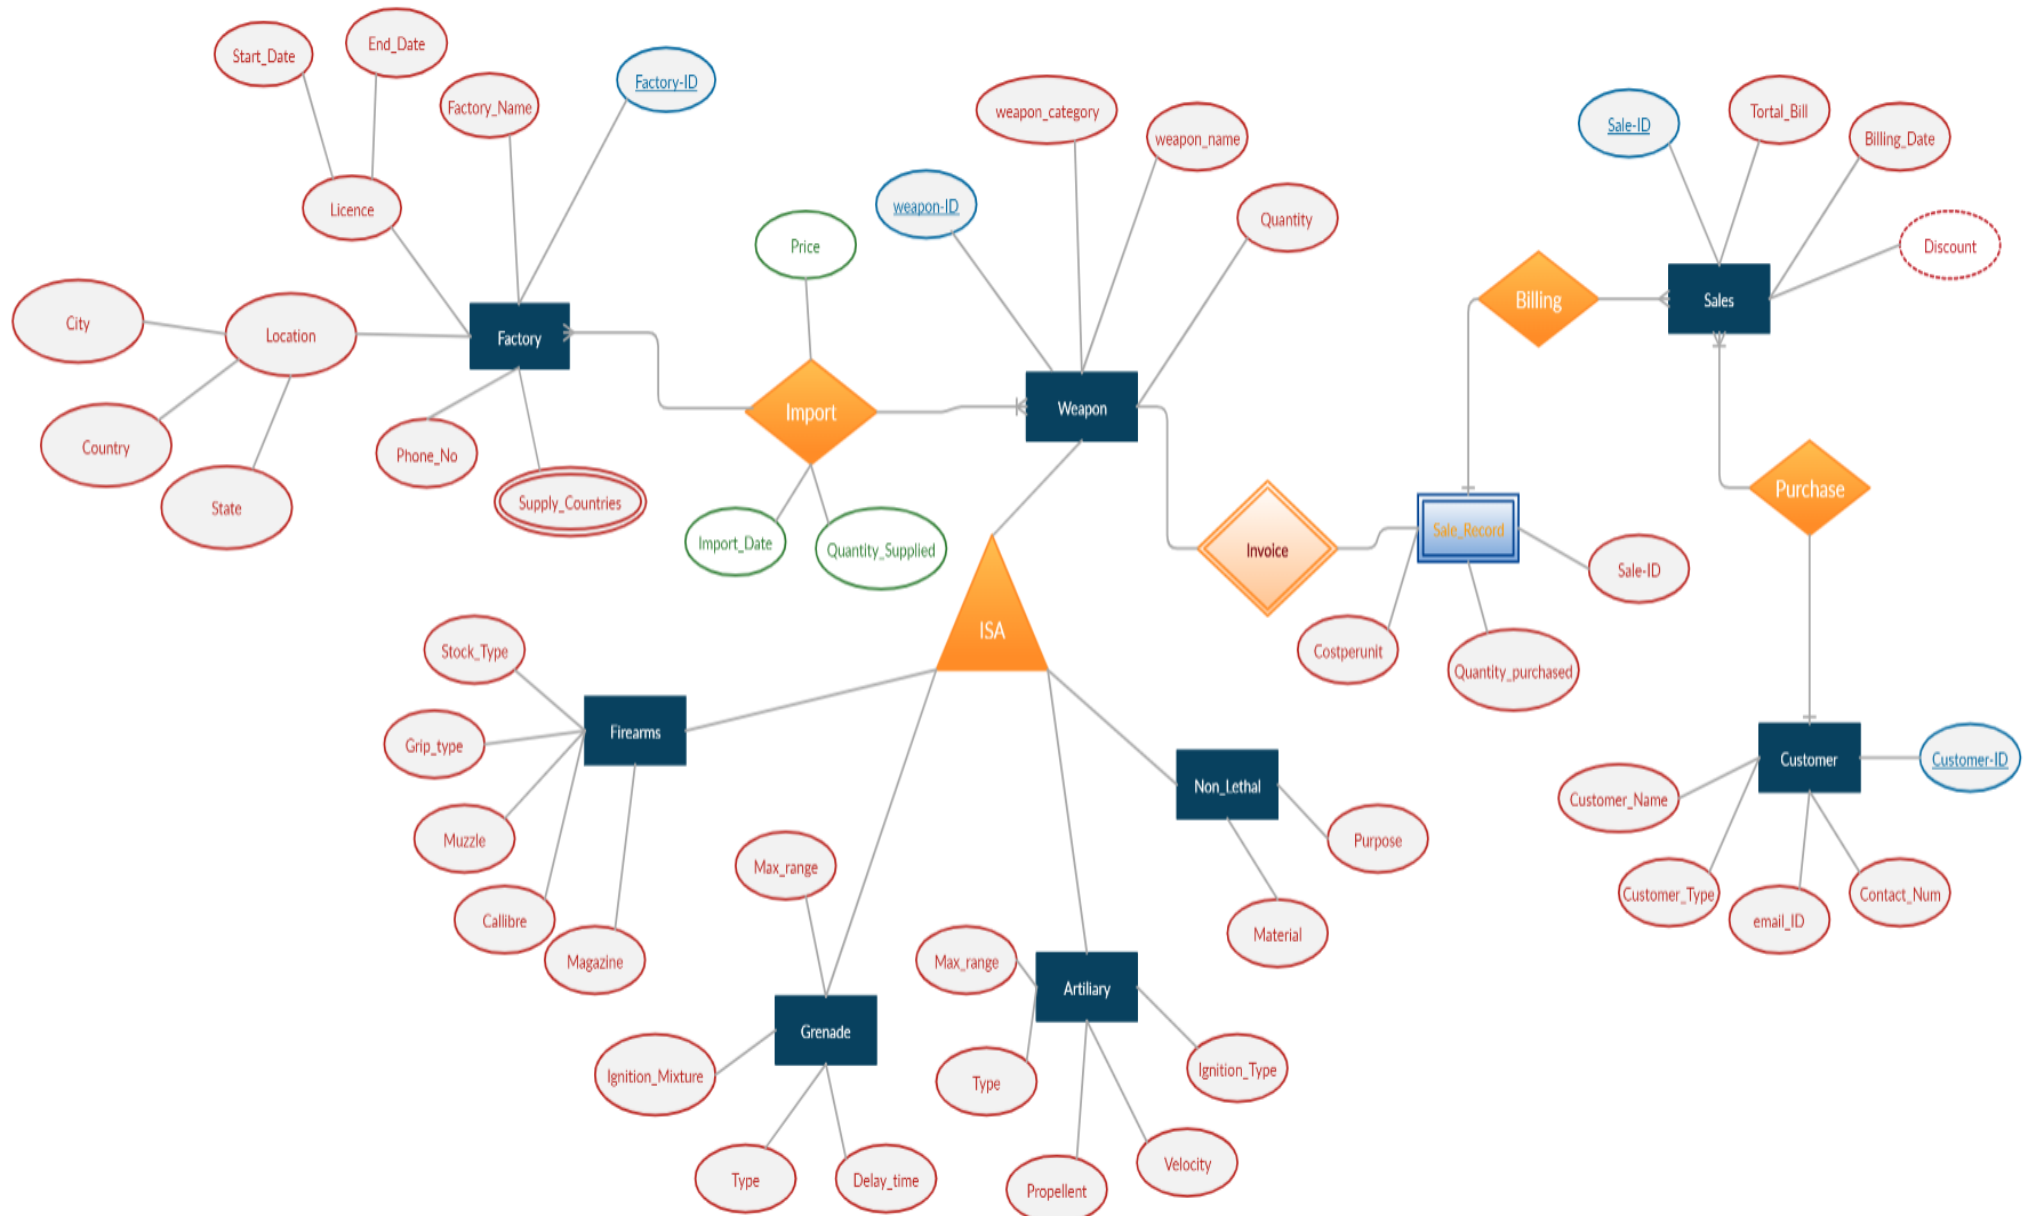 Start_Date
End_Date
Factory_Name
Factory-ID
Licence
City
Location
Country
State
Factory
Phone_No
Supply_Countries
Price
Import
Import_Date
Quantity_Supplied
weapon-ID
weapon_category
weapon_name
Quantity
Weapon
Sale-ID
Tortal_Bill
Billing_Date
Discount
Billing
Sales
Purchase
Invoice
Sale_Record
Sale-ID
Costperunit
Quantity_purchased
ISA
Stock_Type
Grip_type
Muzzle
Callibre
Magazine
Firearms
Non_Lethal
Purpose
Material
Customer
Customer-ID
Customer_Name
Customer_Type
email_ID
Contact_Num
Max_range
Grenade
Ignition_Mixture
Type
Delay_time
Max_range
Artiliary
Type
Ignition_Type
Propellent
Velocity